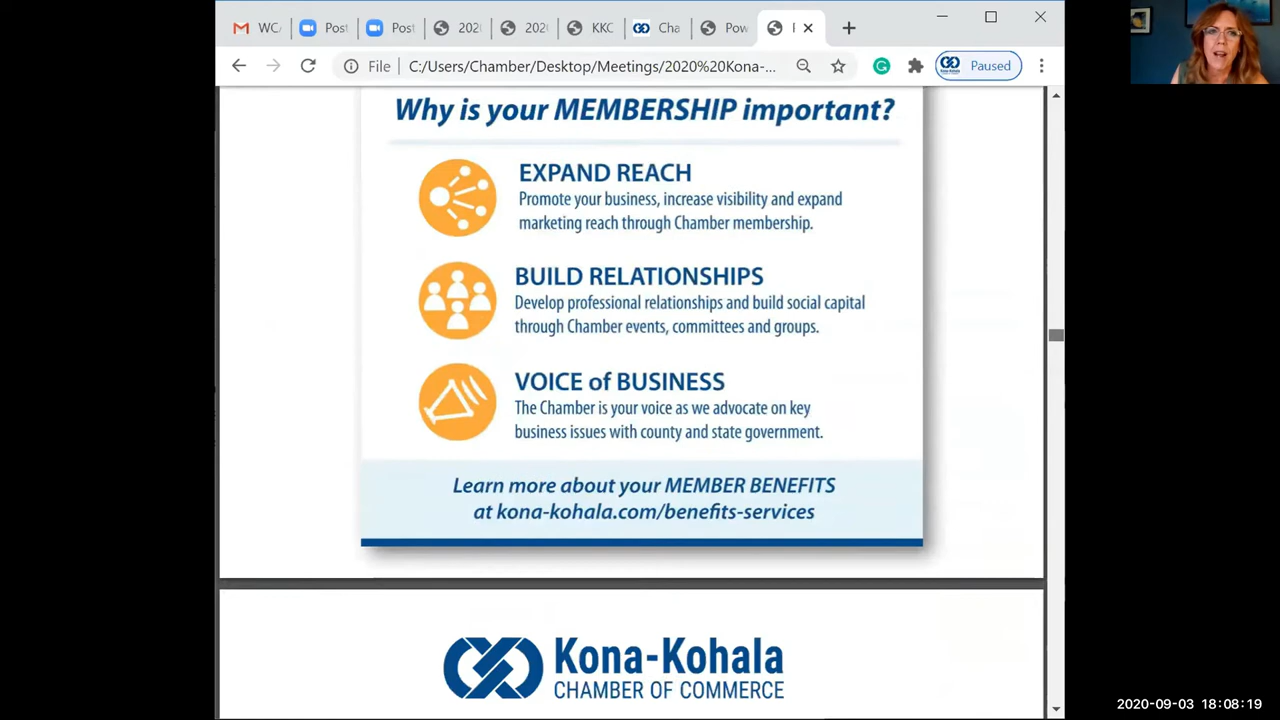 WCA
Post
Post
202
202
KKC
Cha
Pow
File
C:/Users/Chamber/Desktop/Meetings/2020%20Kona-...
Paused
Why is your MEMBERSHIP important?
EXPAND REACH
Promote your business, increase visibility and expand
marketing reach through Chamber membership.
BUILD RELATIONSHIPS
Develop professional relationships and build social capital
through Chamber events, committees and groups.
VOICE of BUSINESS
The Chamber is your voice as we advocate on key
business issues with county and state government.
Learn more about your MEMBER BENEFITS
at kona-kohala.com/benefits-services
Kona-Kohala
CHAMBER OF COMMERCE
2020-09-03 18:08:19